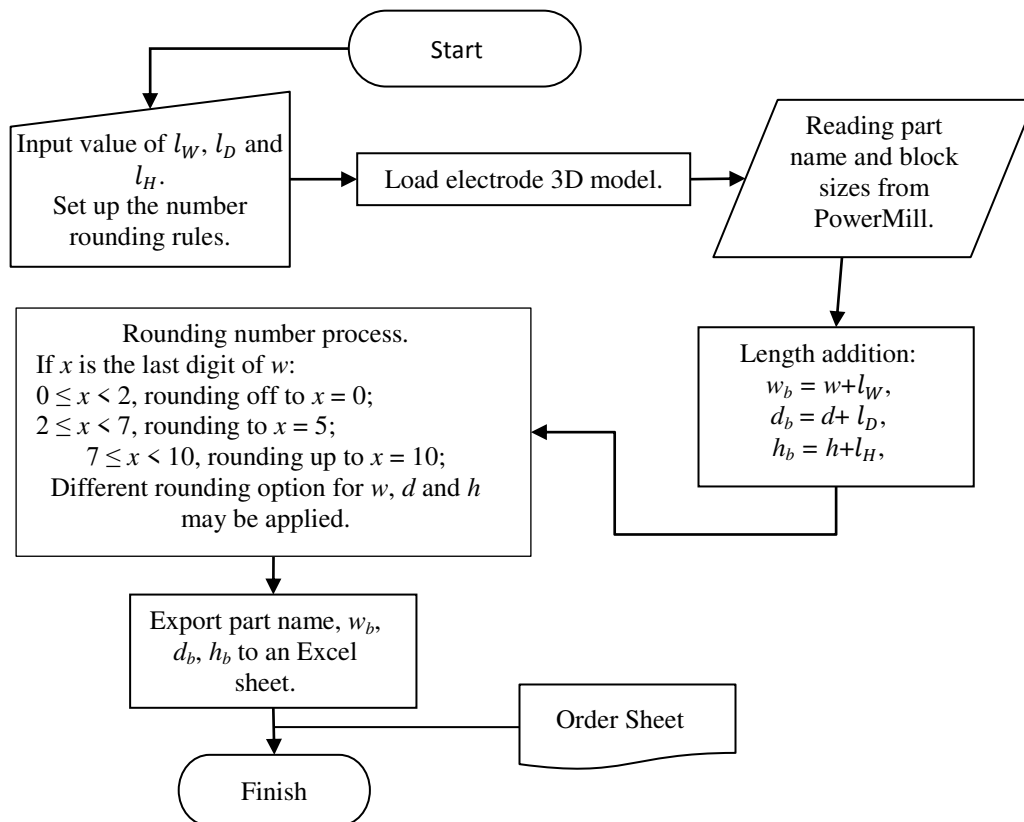 Start
Input value of l_W, l_D and
l_H.
Set up the number
rounding rules.
Load electrode 3D model.
Reading part
name and block
sizes from
PowerMill.
Length addition:
w_b = w+l_W,
d_b = d+ l_D,
h_b = h+l_H,
Rounding number process.
If x is the last digit of w:
0 ≤ x < 2, rounding off to x = 0;
2 ≤ x < 7, rounding to x = 5;
7 ≤ x < 10, rounding up to x = 10;
Different rounding option for w, d and h
may be applied.
Export part name, w_b,
d_b, h_b to an Excel
sheet.
Order Sheet
Finish